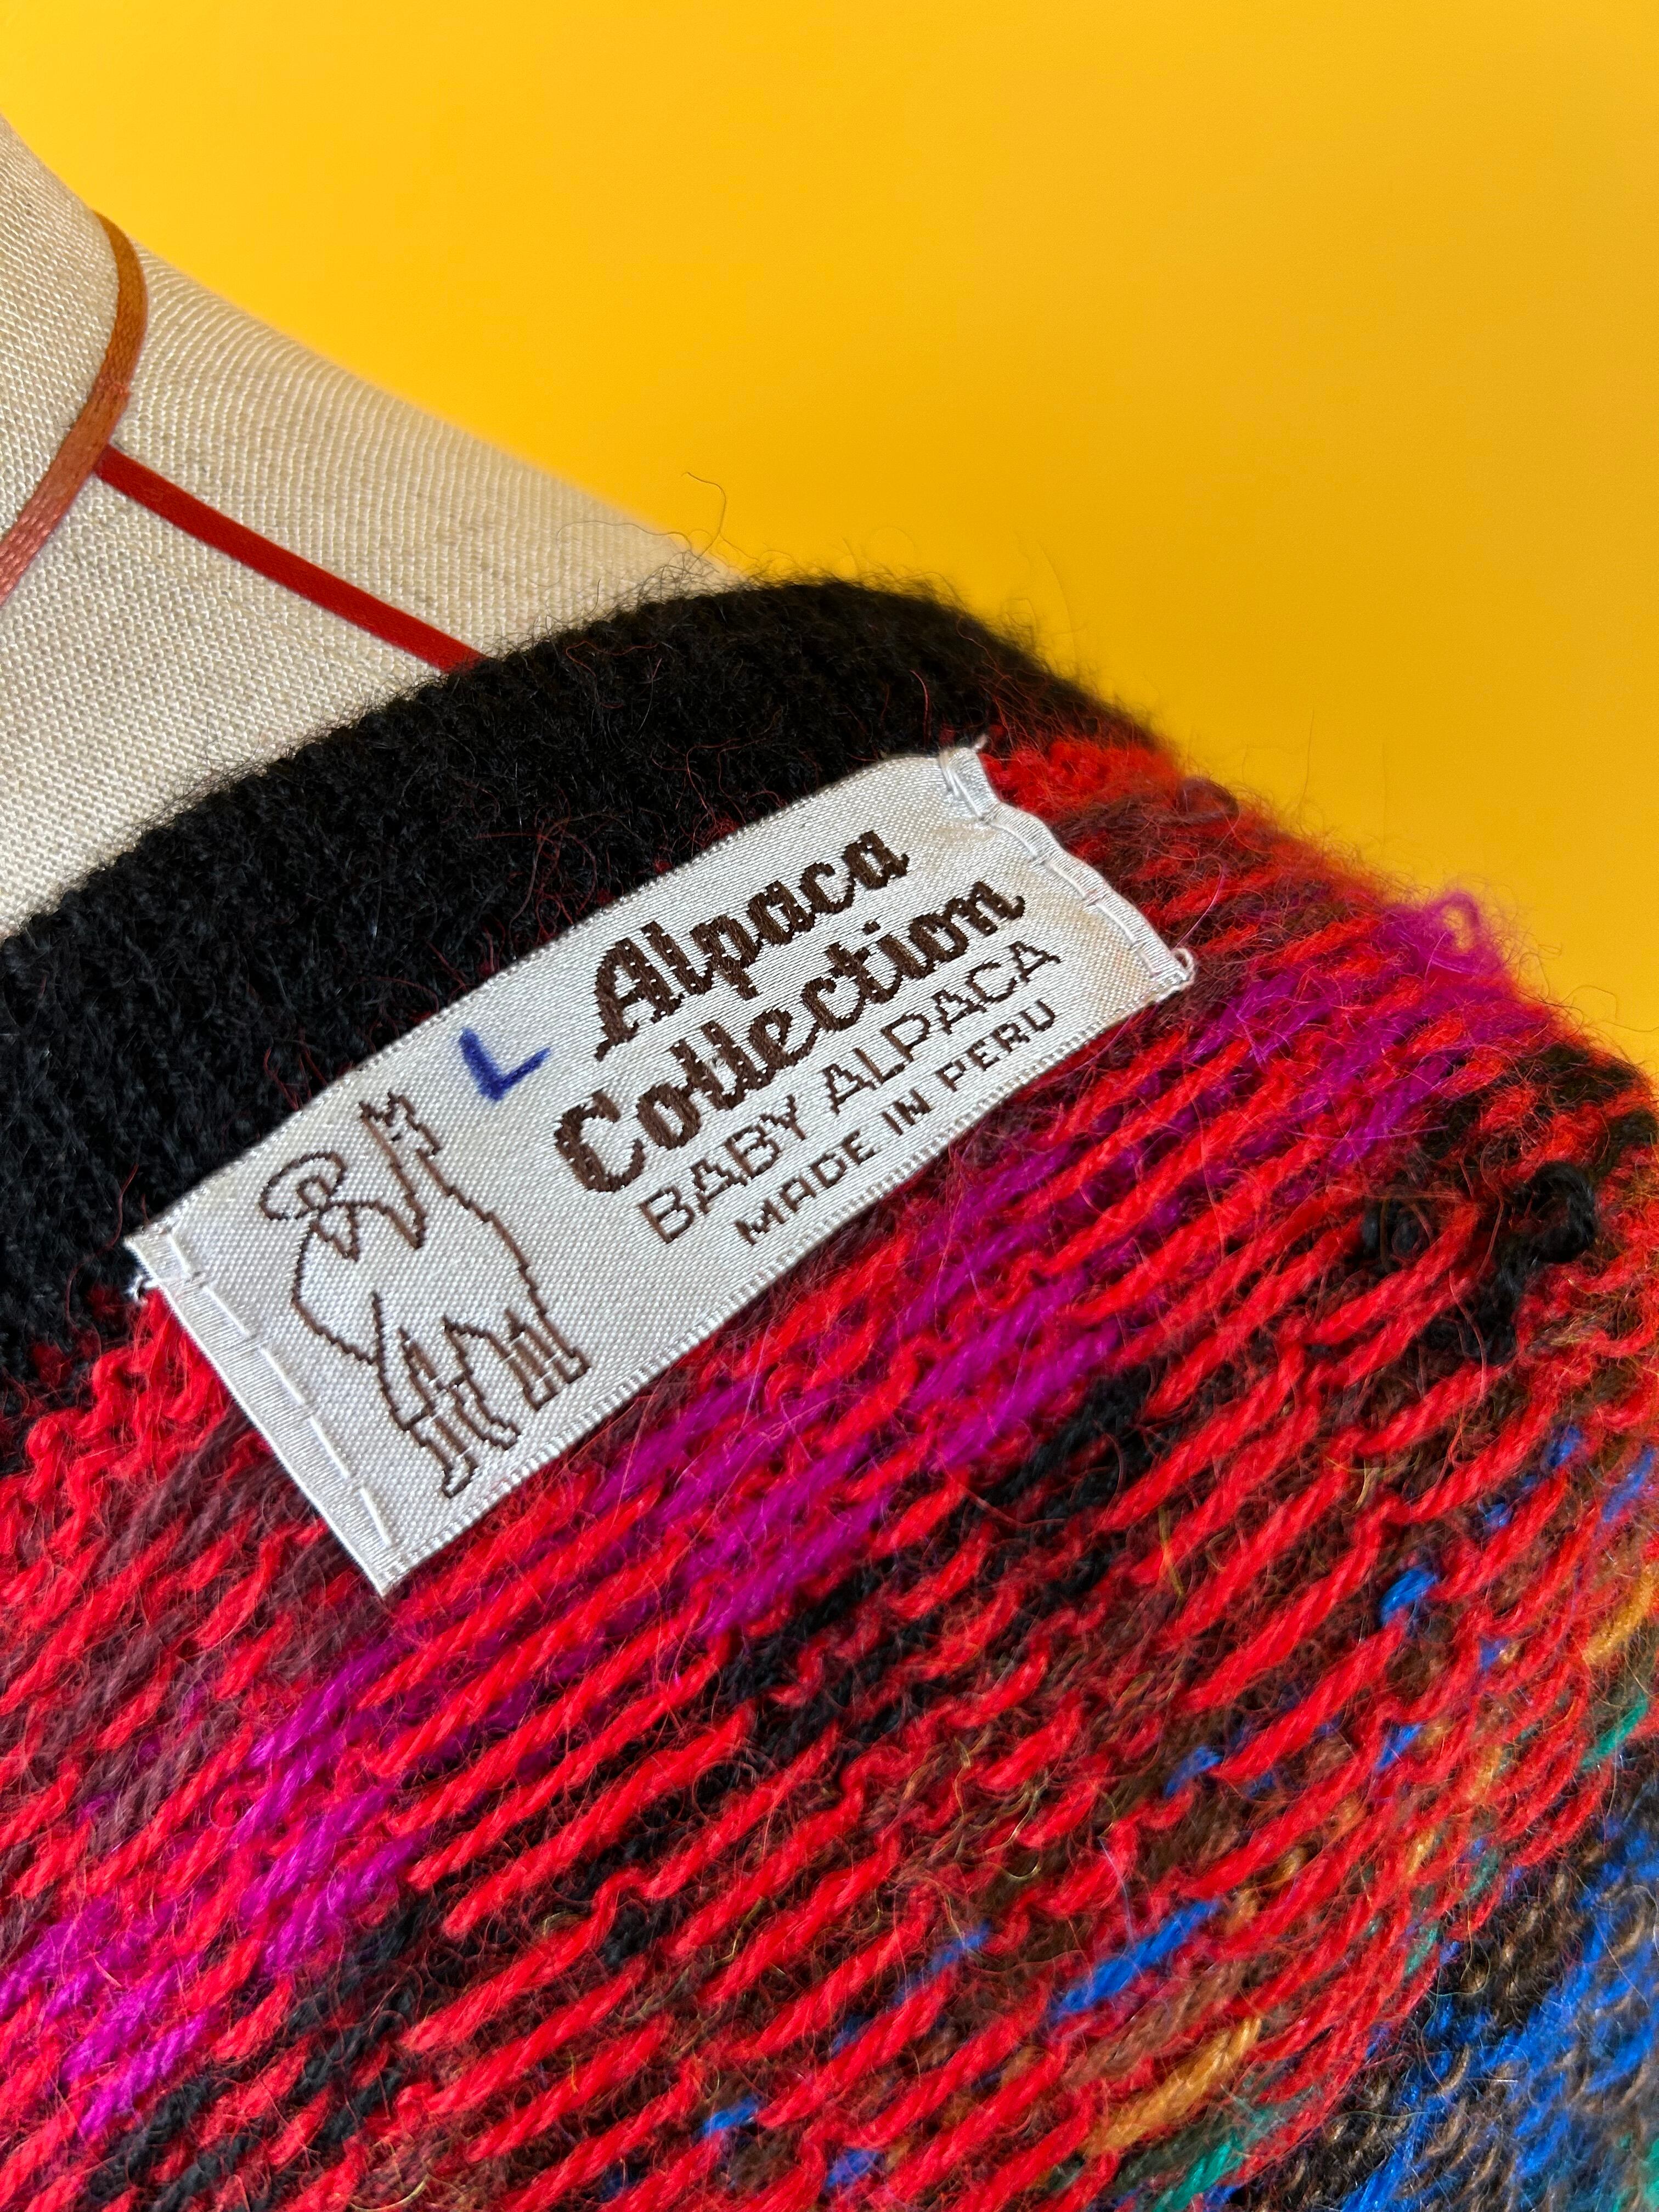 L
Alpaca
Collection
BABY ALPACA
MADE IN PERU